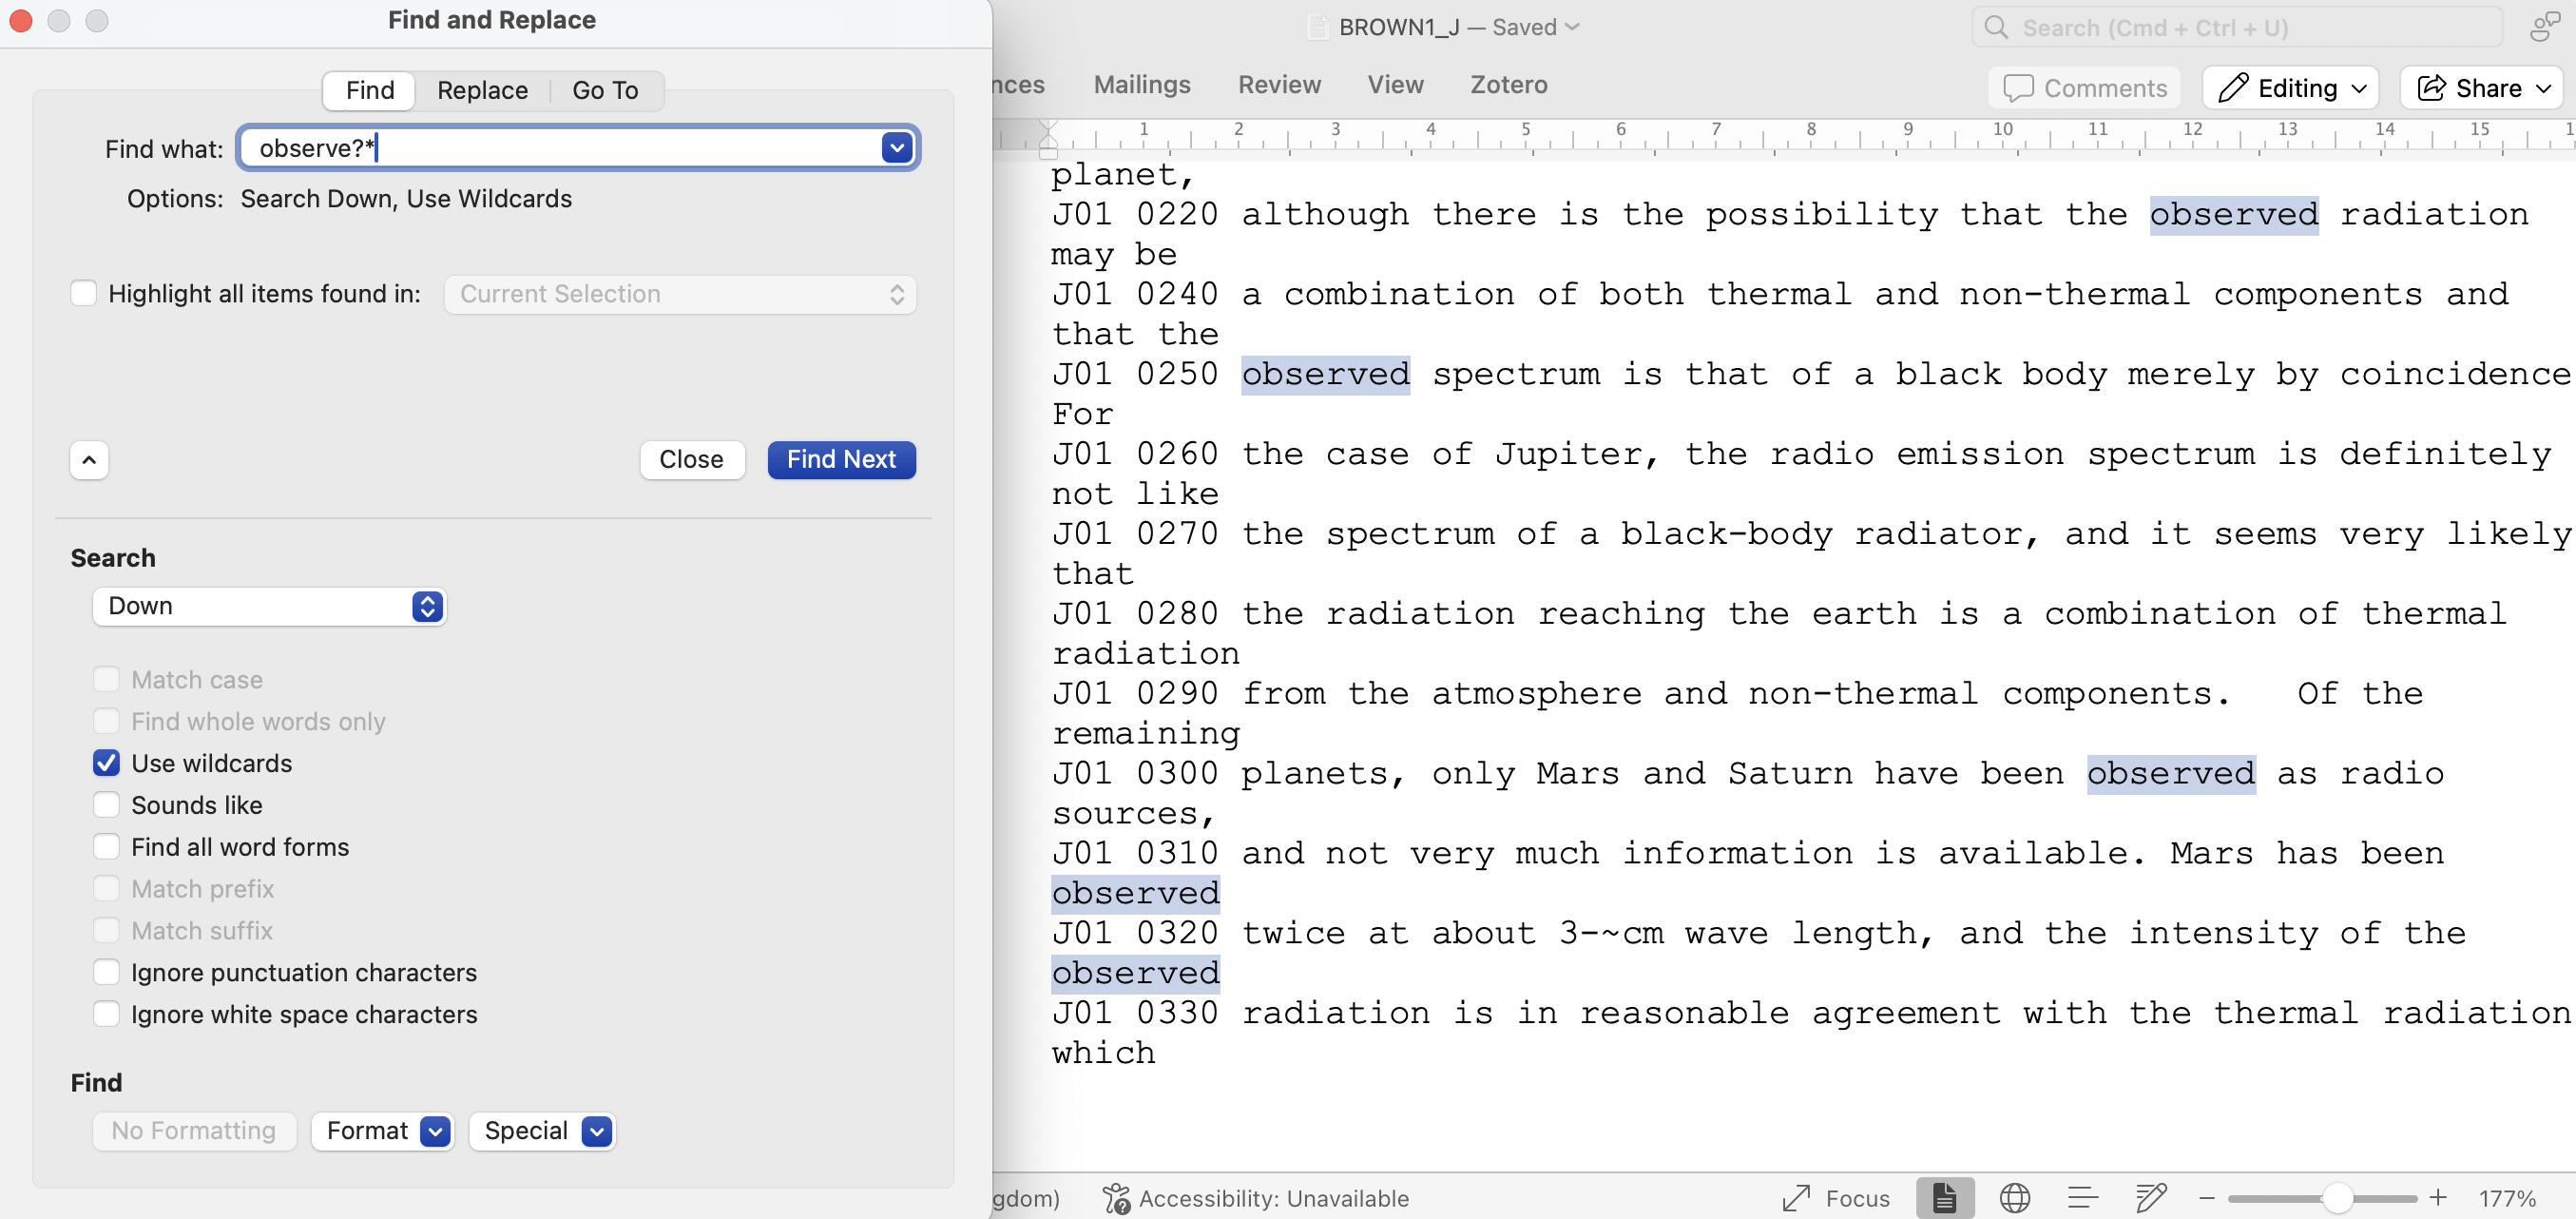 Find and Replace
Find Replace Go To
Find what: observe?*
Options: Search Down, Use Wildcards
Highlight all items found in: Current Selection
Close Find Next
Search
Down
Match case
Find whole words only
Use wildcards
Sounds like
Find all word forms
Match prefix
Match suffix
Ignore punctuation characters
Ignore white space characters
Find
No Formatting Format Special
BROWN1_J — Saved
Search (Cmd + Ctrl + U)
nces Mailings Review View Zotero
Comments Editing Share
1 2 3 4 5 6 7 8 9 10 11 12 13 14 15 1
planet,
J01 0220 although there is the possibility that the observed radiation
may be
J01 0240 a combination of both thermal and non-thermal components and
that the
J01 0250 observed spectrum is that of a black body merely by coincidence
For
J01 0260 the case of Jupiter, the radio emission spectrum is definitely
not like
J01 0270 the spectrum of a black-body radiator, and it seems very likely
that
J01 0280 the radiation reaching the earth is a combination of thermal
radiation
J01 0290 from the atmosphere and non-thermal components. Of the
remaining
J01 0300 planets, only Mars and Saturn have been observed as radio
sources,
J01 0310 and not very much information is available. Mars has been
observed
J01 0320 twice at about 3-~cm wave length, and the intensity of the
observed
J01 0330 radiation is in reasonable agreement with the thermal radiation
which
gdom) Accessibility: Unavailable Focus 177%